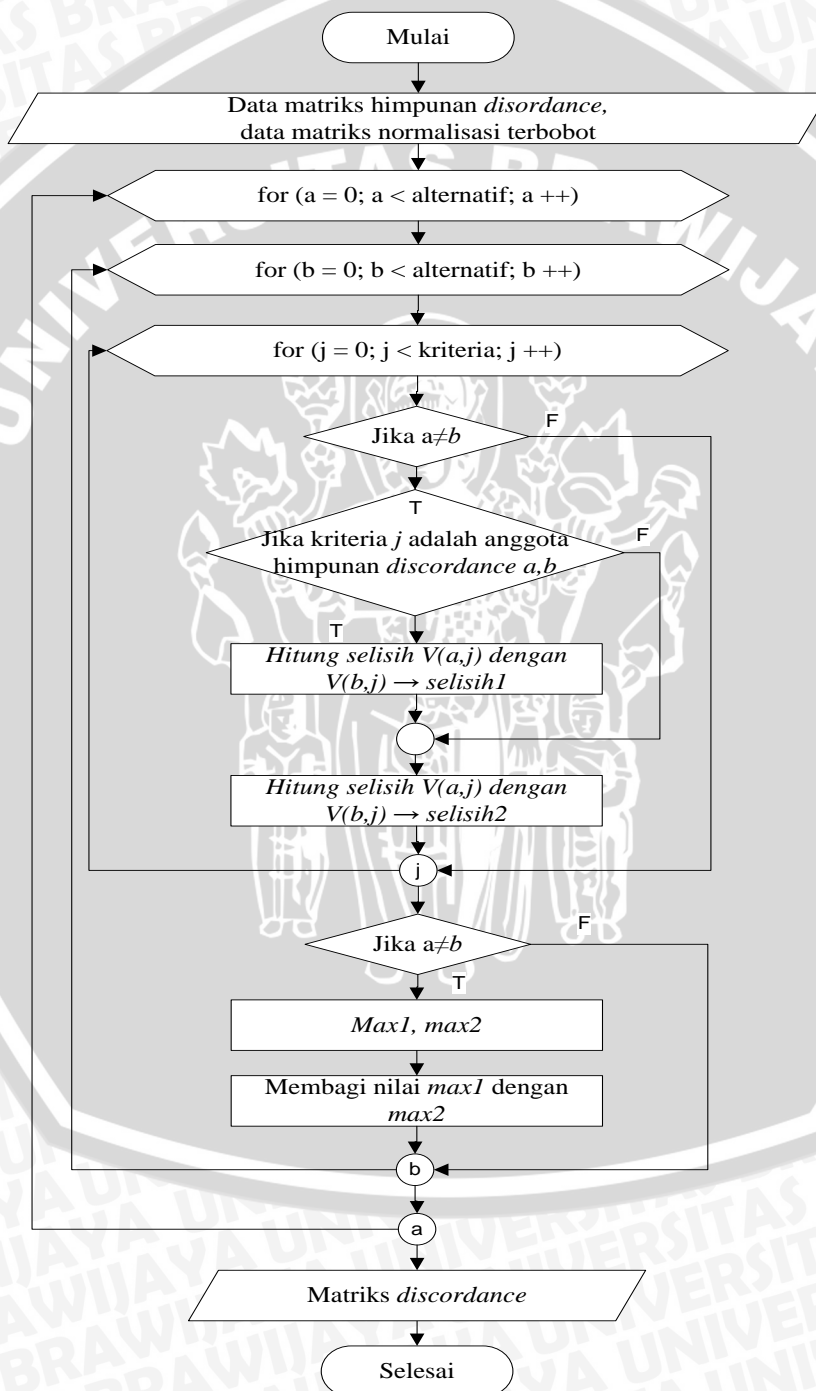 Mulai
Data matriks himpunan disordance,
data matriks normalisasi terbobot
for (a = 0; a < alternatif; a ++)
for (b = 0; b < alternatif; b ++)
for (j = 0; j < kriteria; j ++)
Jika a≠b
F
T
Jika kriteria j adalah anggota
himpunan discordance a,b
F
T
Hitung selisih V(a,j) dengan
V(b,j) → selisih1
Hitung selisih V(a,j) dengan
V(b,j) → selisih2
j
Jika a≠b
F
T
Max1, max2
Membagi nilai max1 dengan
max2
b
a
Matriks discordance
Selesai
UNIVERSITAS BRAWIJAYA